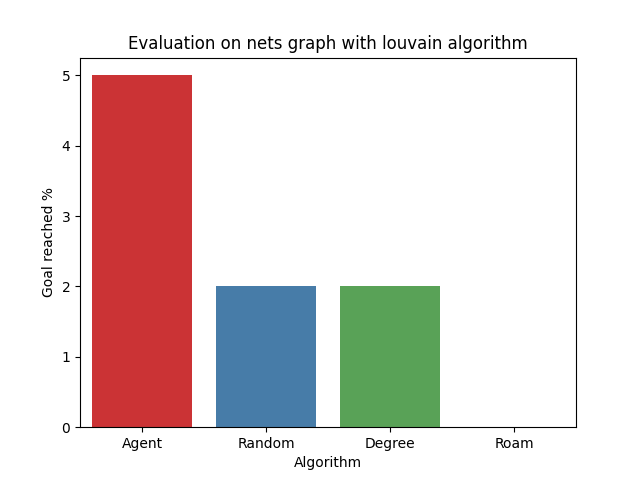 Evaluation on nets graph with louvain algorithm
5
4
3
2
1
0
Goal reached %
Agent Random Degree Roam
Algorithm